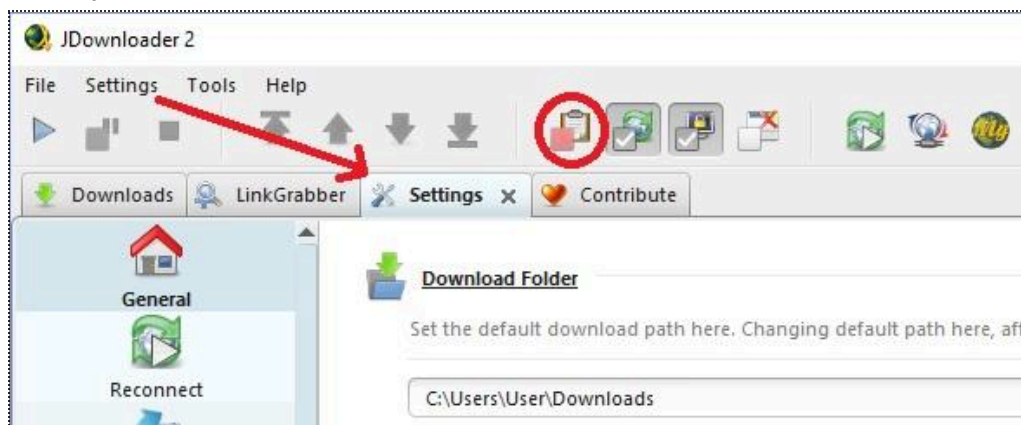 JDownloader 2
File Settings Tools Help
Downloads LinkGrabber Settings x Contribute
General
Download Folder
Set the default download path here. Changing default path here, af
Reconnect
C:\Users\User\Downloads